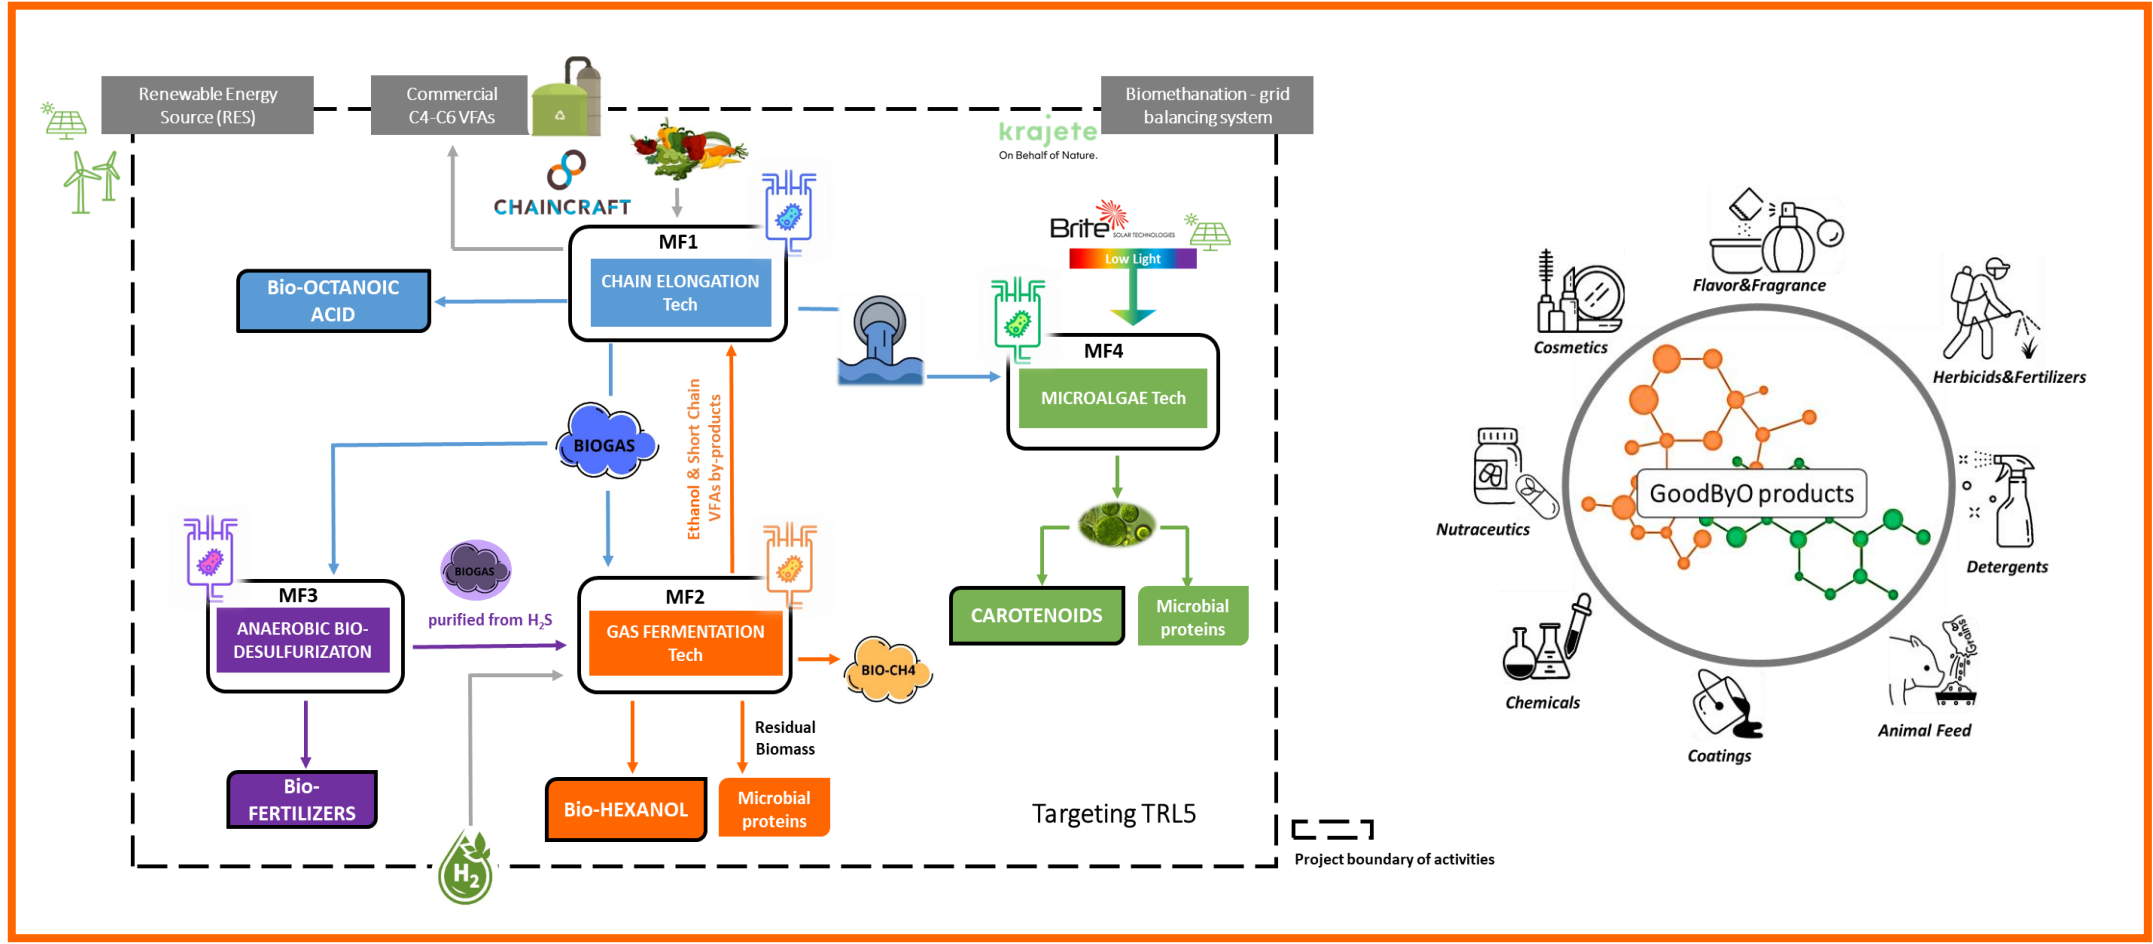 Renewable Energy
Source (RES)
Commercial
C4-C6 VFAs
Biomethanation - grid
balancing system
krajete
On Behalf of Nature.
CHAINCRAFT
Brite
SOLAR TECHNOLOGIES
Low Light
MF1
CHAIN ELONGATION
Tech
Bio-OCTANOIC
ACID
MF4
MICROALGAE Tech
BIOGAS
Ethanol & Short Chain
VFAs by-products
BIOGAS
purified from H₂S
MF3
ANAEROBIC BIO-
DESULFURIZATON
MF2
GAS FERMENTATION
Tech
BIO-CH4
CAROTENOIDS
Microbial
proteins
Residual
Biomass
Bio-
FERTILIZERS
Bio-HEXANOL
Microbial
proteins
H₂
Targeting TRL5
Project boundary of activities
Flavor&Fragrance
Cosmetics
Herbicids&Fertilizers
Nutraceutics
GoodByO products
Detergents
Chemicals
Grains
Animal Feed
Coatings